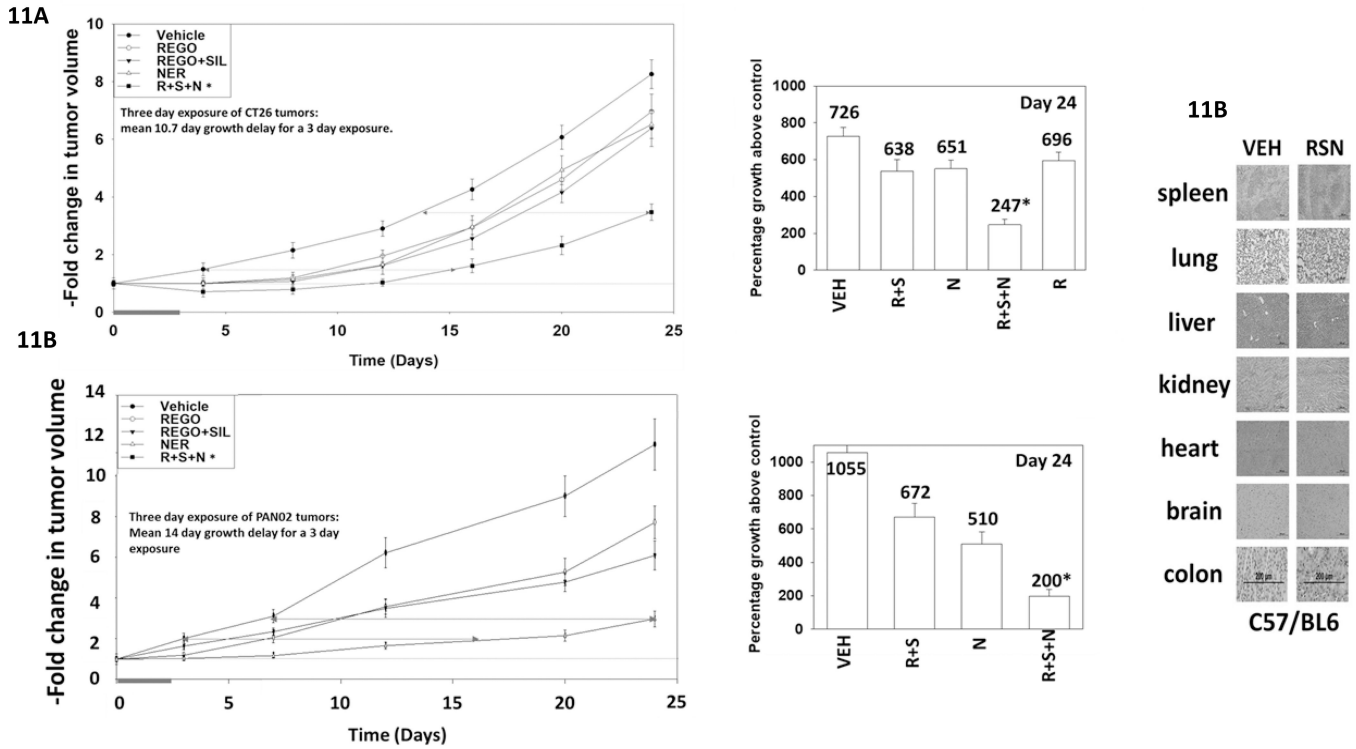 11A
-Fold change in tumor volume
10
8
6
4
2
0
Vehicle
REGO
REGO+SIL
NER
R+S+N *
Three day exposure of CT26 tumors:
mean 10.7 day growth delay for a 3 day exposure.
0 5 10 15 20 25
Time (Days)
Percentage growth above control
1000
800
600
400
200
0
Day 24
726
638
651
247*
696
VEH
R+S
N
R+S+N
R
11B
-Fold change in tumor volume
14
12
10
8
6
4
2
0
Vehicle
REGO
REGO+SIL
NER
R+S+N *
Three day exposure of PAN02 tumors:
Mean 14 day growth delay for a 3 day
exposure
0 5 10 15 20 25
Time (Days)
Percentage growth above control
1000
800
600
400
200
0
Day 24
1055
672
510
200*
VEH
R+S
N
R+S+N
11B
VEH RSN
spleen
lung
liver
kidney
heart
brain
colon
200 µm 200 µm
C57/BL6